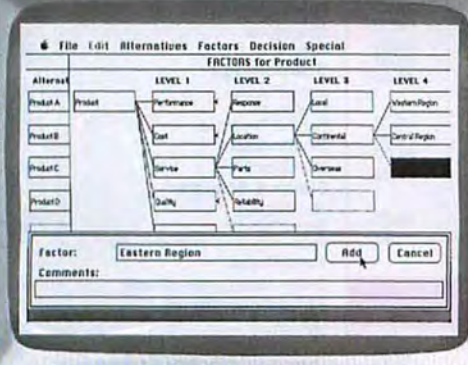 File Edit Alternatives Factors Decision Special
FACTORS for Product
Alternat LEVEL 1 LEVEL 2 LEVEL 3 LEVEL 4
Product A Product Performance Response Local Western Region
Product B Cost Location Continental Central Region
Product C Service Parts Overseas
Product D Quality Reliability
Factor: Eastern Region Add Cancel
Comments: